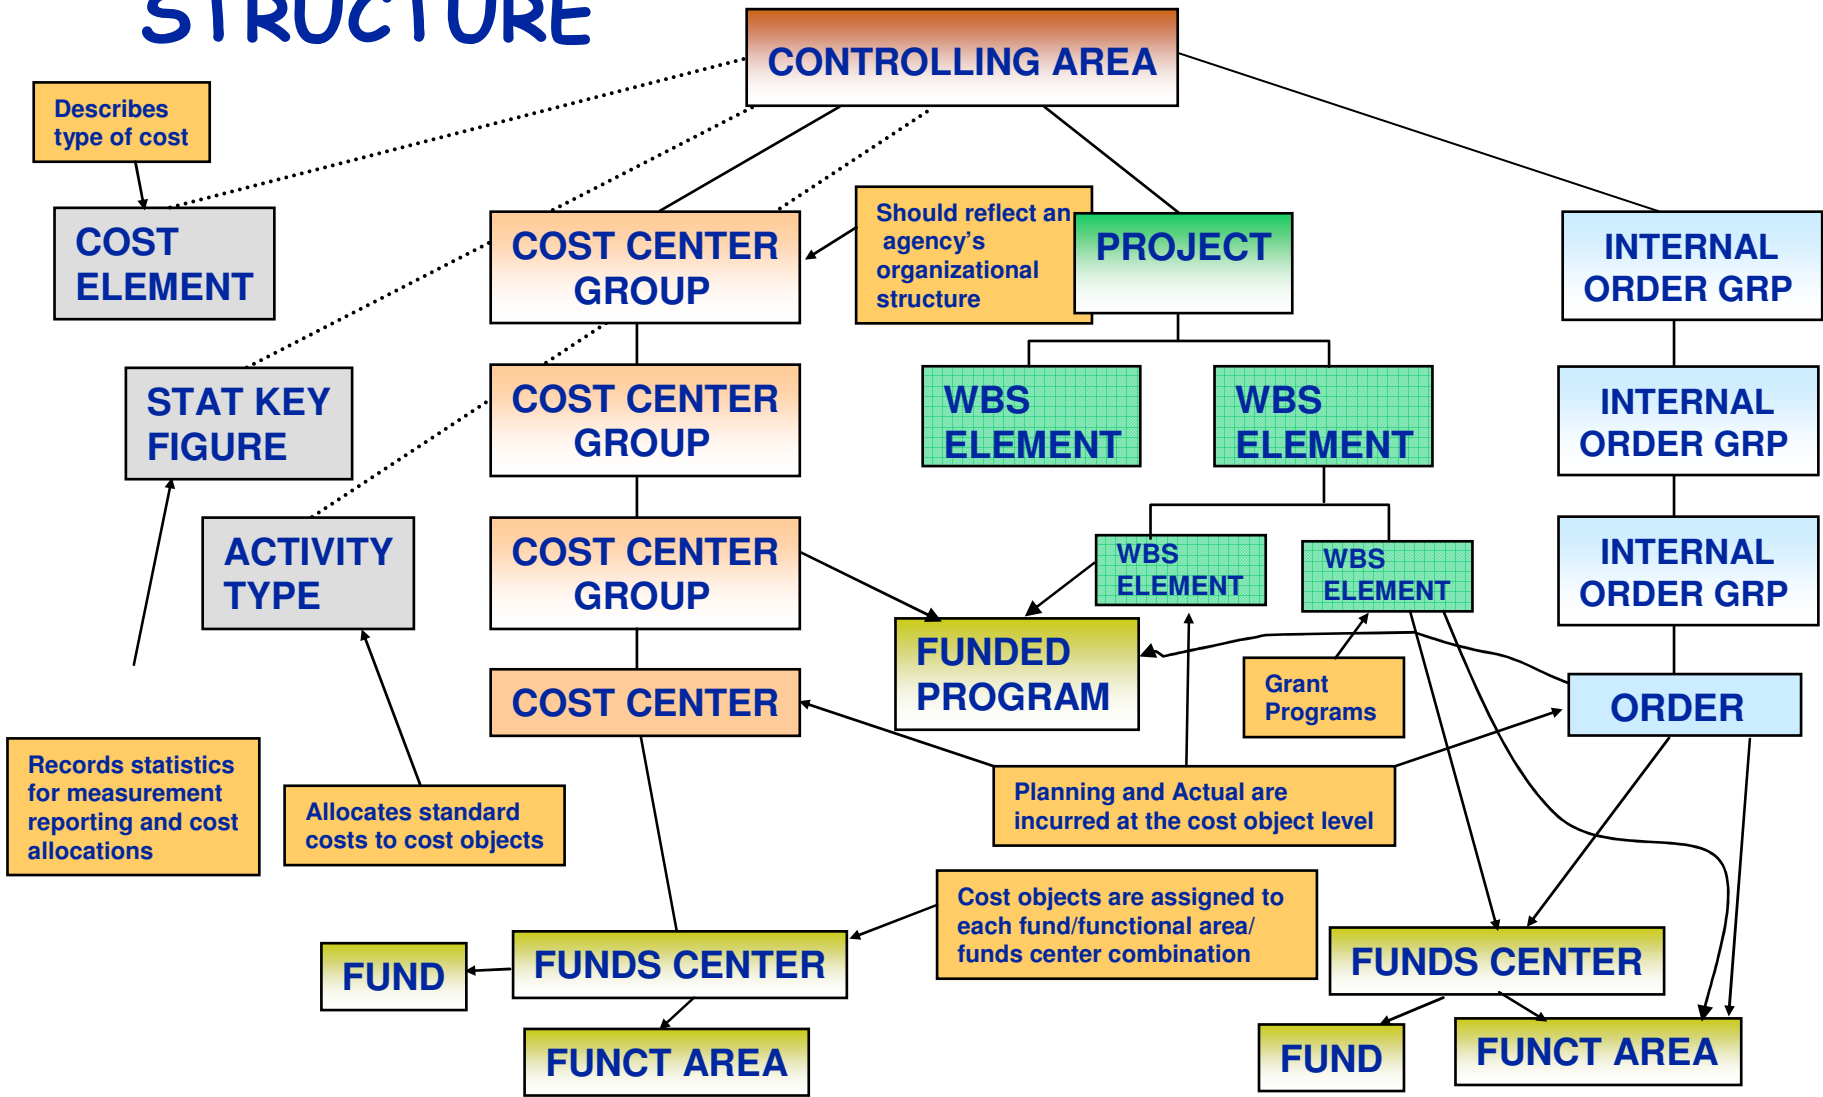 STRUCTURE
CONTROLLING AREA
Describes
type of cost
COST
ELEMENT
COST CENTER
GROUP
Should reflect an
agency's
organizational
structure
PROJECT
INTERNAL
ORDER GRP
STAT KEY
FIGURE
COST CENTER
GROUP
WBS
ELEMENT
WBS
ELEMENT
INTERNAL
ORDER GRP
ACTIVITY
TYPE
COST CENTER
GROUP
WBS
ELEMENT
WBS
ELEMENT
INTERNAL
ORDER GRP
FUNDED
PROGRAM
COST CENTER
Grant
Programs
ORDER
Records statistics
for measurement
reporting and cost
allocations
Allocates standard
costs to cost objects
Planning and Actual are
incurred at the cost object level
Cost objects are assigned to
each fund/functional area/
funds center combination
FUND
FUNDS CENTER
FUNCT AREA
FUNDS CENTER
FUND
FUNCT AREA